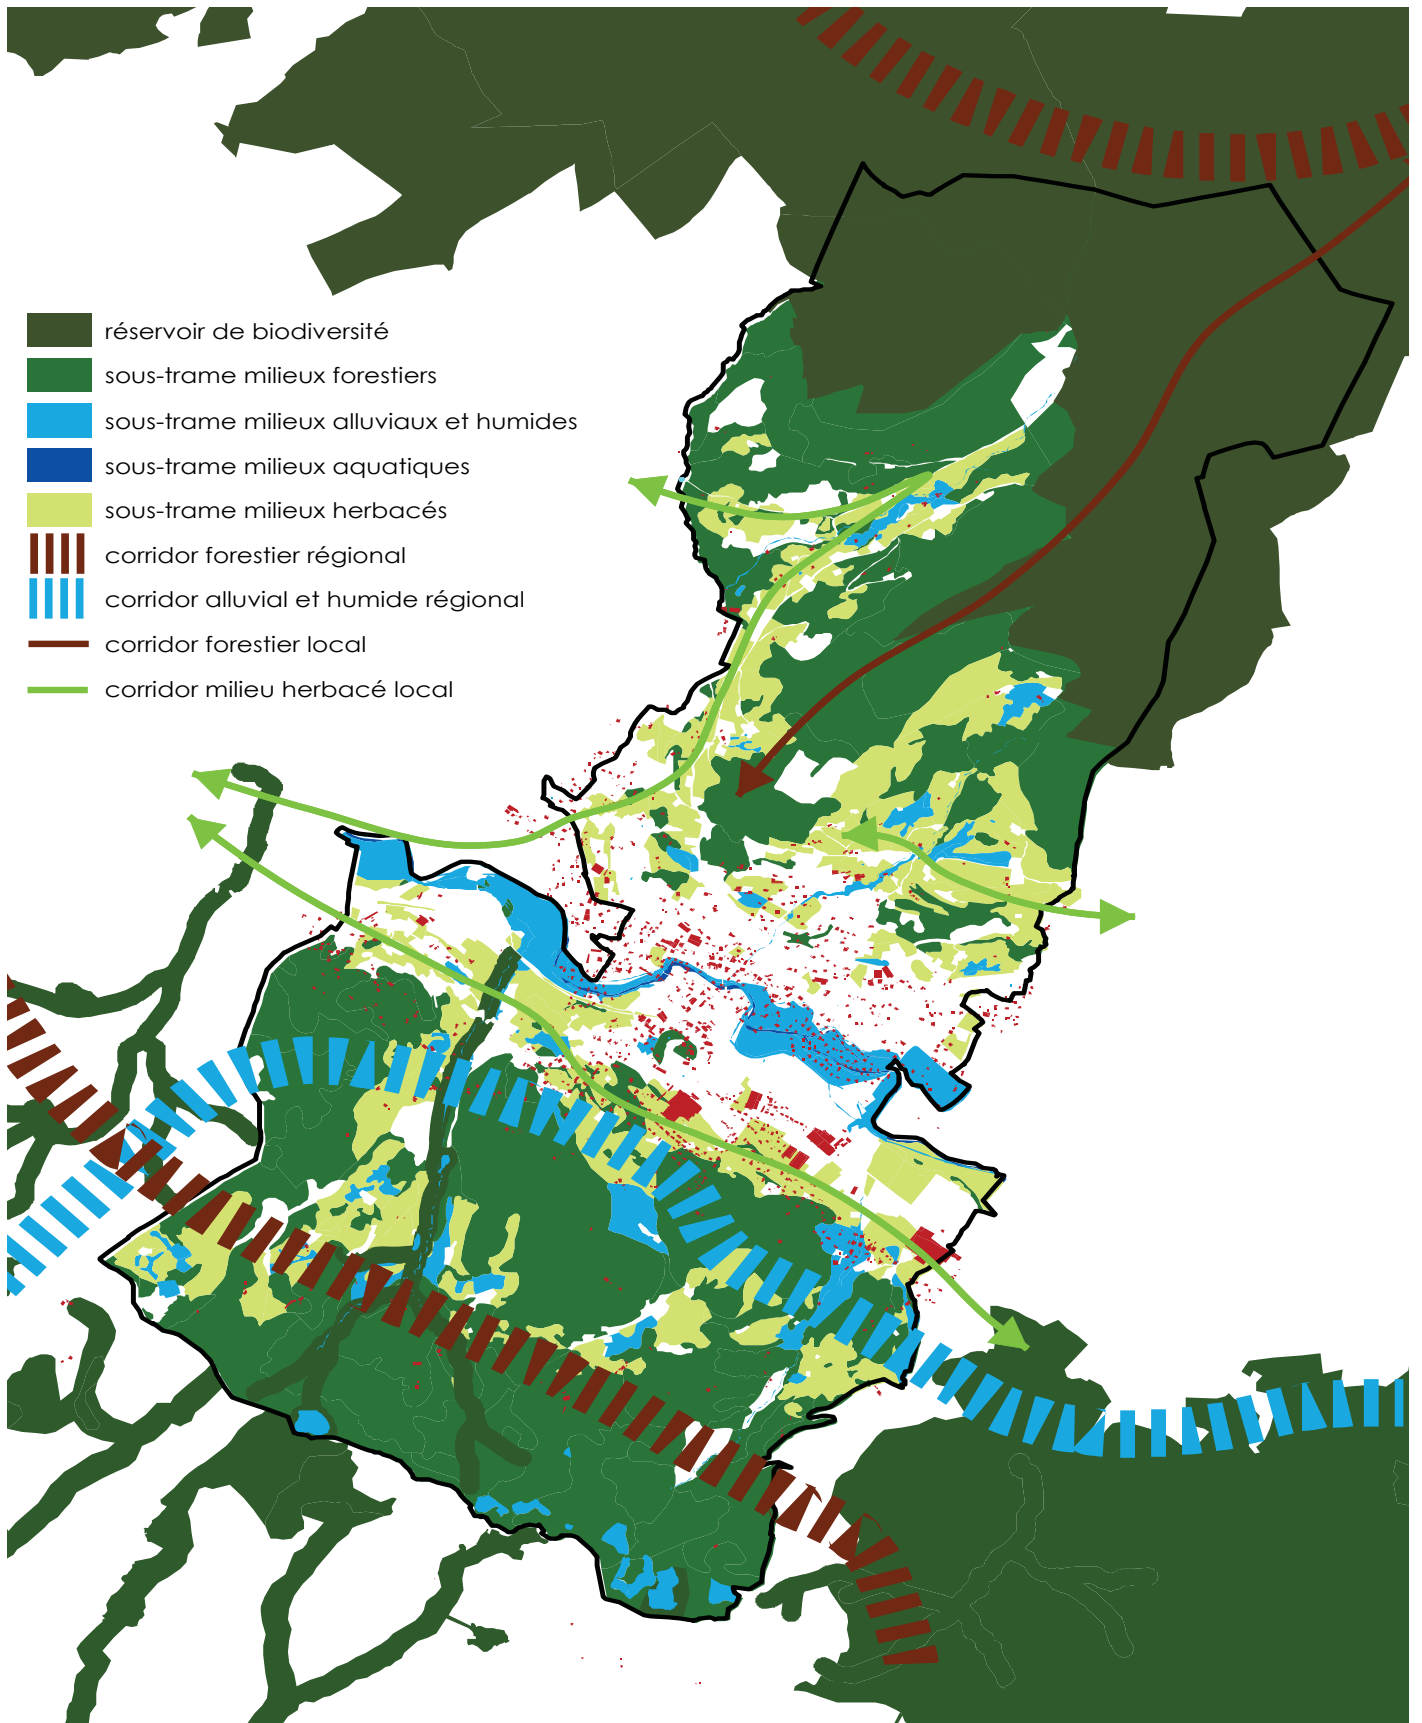 réservoir de biodiversité
sous-trame milieux forestiers
sous-trame milieux alluviaux et humides
sous-trame milieux aquatiques
sous-trame milieux herbacés
corridor forestier régional
corridor alluvial et humide régional
corridor forestier local
corridor milieu herbacé local